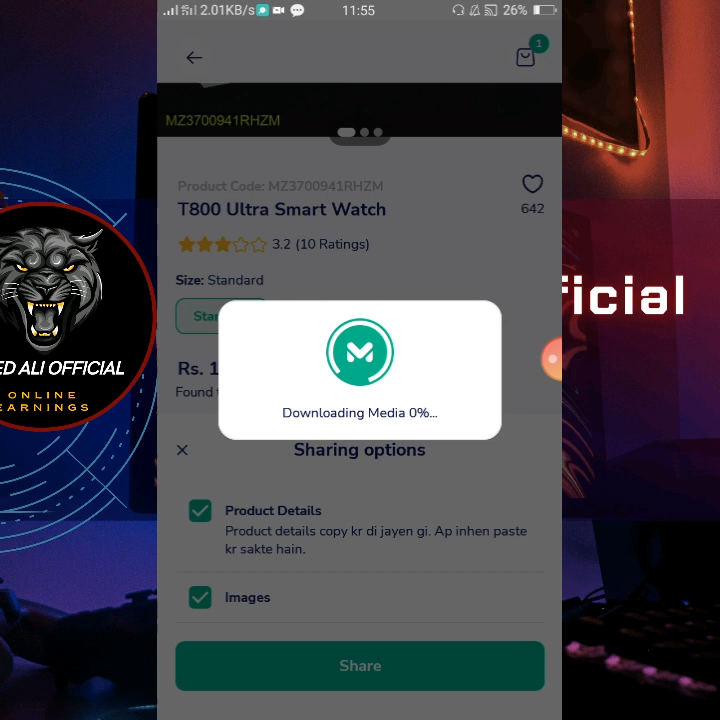 2.01KB/s
11:55
26%
1
MZ3700941RHZM
Product Code: MZ3700941RHZM
T800 Ultra Smart Watch
642
3.2 (10 Ratings)
Size: Standard
Rs. 1
Found
Downloading Media 0%...
Sharing options
Product Details
Product details copy kr di jayen gi. Ap inhen paste
kr sakte hain.
Images
Share
ED ALI OFFICIAL
ONLINE
EARNINGS
ficial